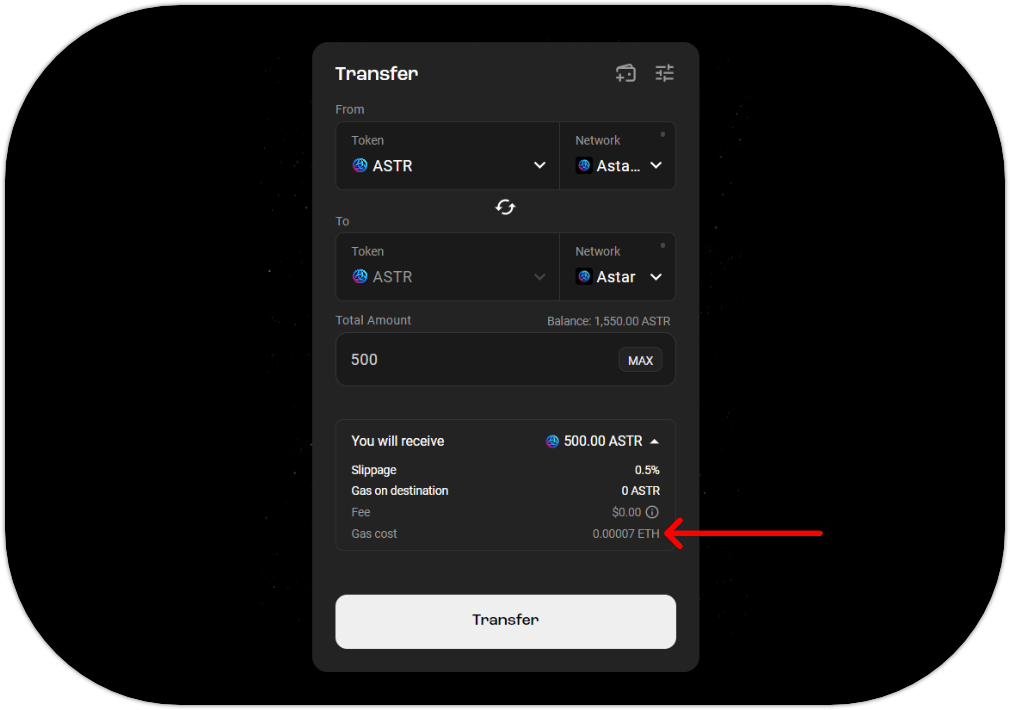 Transfer
From
Token Network
ASTR Asta...
To
Token Network
ASTR Astar
Total Amount Balance: 1,550.00 ASTR
500 MAX
You will receive 500.00 ASTR
Slippage 0.5%
Gas on destination 0 ASTR
Fee $0.00
Gas cost 0.00007 ETH
Transfer